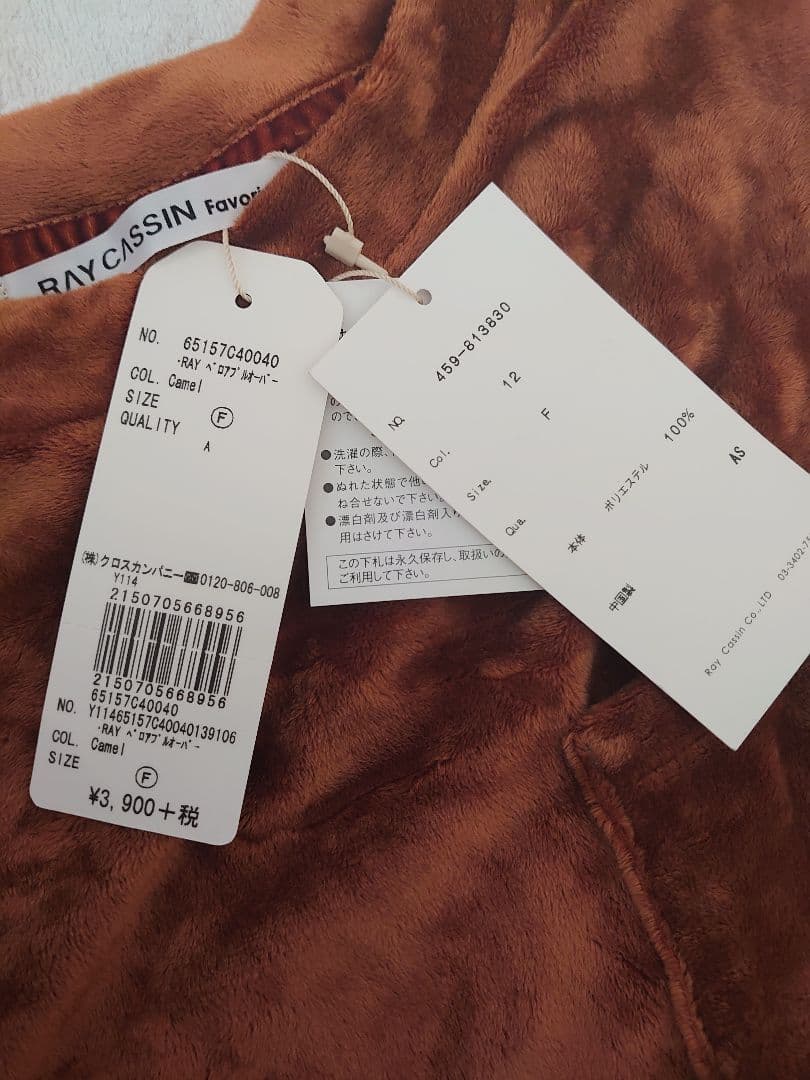 RAY CASSIN Favori
NO. 65157C40040
・RAY ベロアプルオーバー
COL. Camel
SIZE Ⓕ
QUALITY A
(株)クロスカンパニー 0120-806-008
Y114
2150705668956
2150705668956
65157C40040
NO. Y11465157C40040139106
・RAY ベロアプルオーバー
COL. Camel
SIZE Ⓕ
¥3,900+税
ので
●洗濯の際、
下さい。
●ぬれた状態で他
ね合せないで下さい。
●漂白剤及び漂白剤入り
用はさけて下さい。
この下札は永久保存し、取扱いの
ご利用して下さい。
NO. 459-813830
Col. 12
Size. F
Qua.
本体 ポリエステル 100%
中国製 AS
Ray Cassin Co.,LTD 03-3402-75